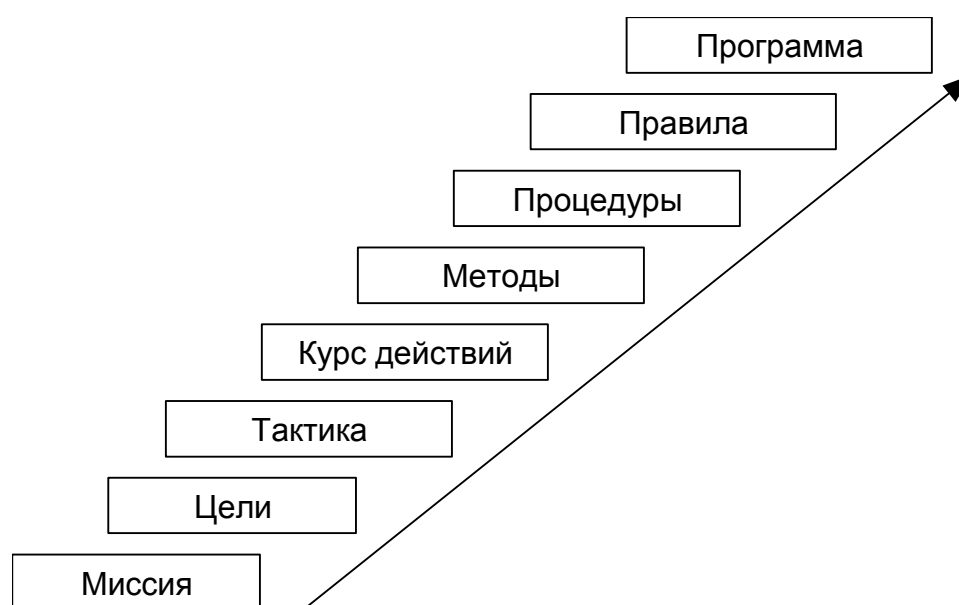 Программа
Правила
Процедуры
Методы
Курс действий
Тактика
Цели
Миссия